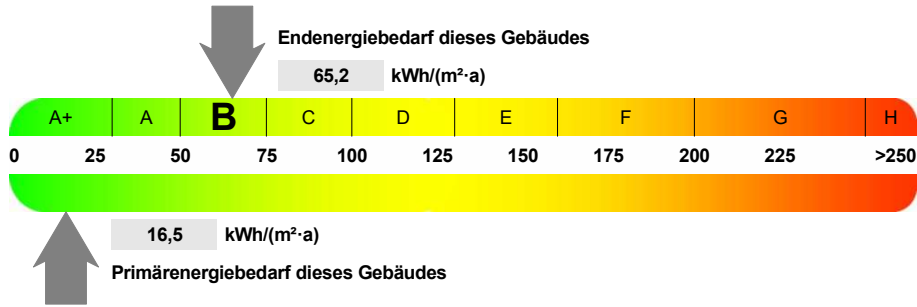 Endenergiebedarf dieses Gebäudes
65,2 kWh/(m²·a)
A+ A B C D E F G H
0 25 50 75 100 125 150 175 200 225 >250
16,5 kWh/(m²·a)
Primärenergiebedarf dieses Gebäudes